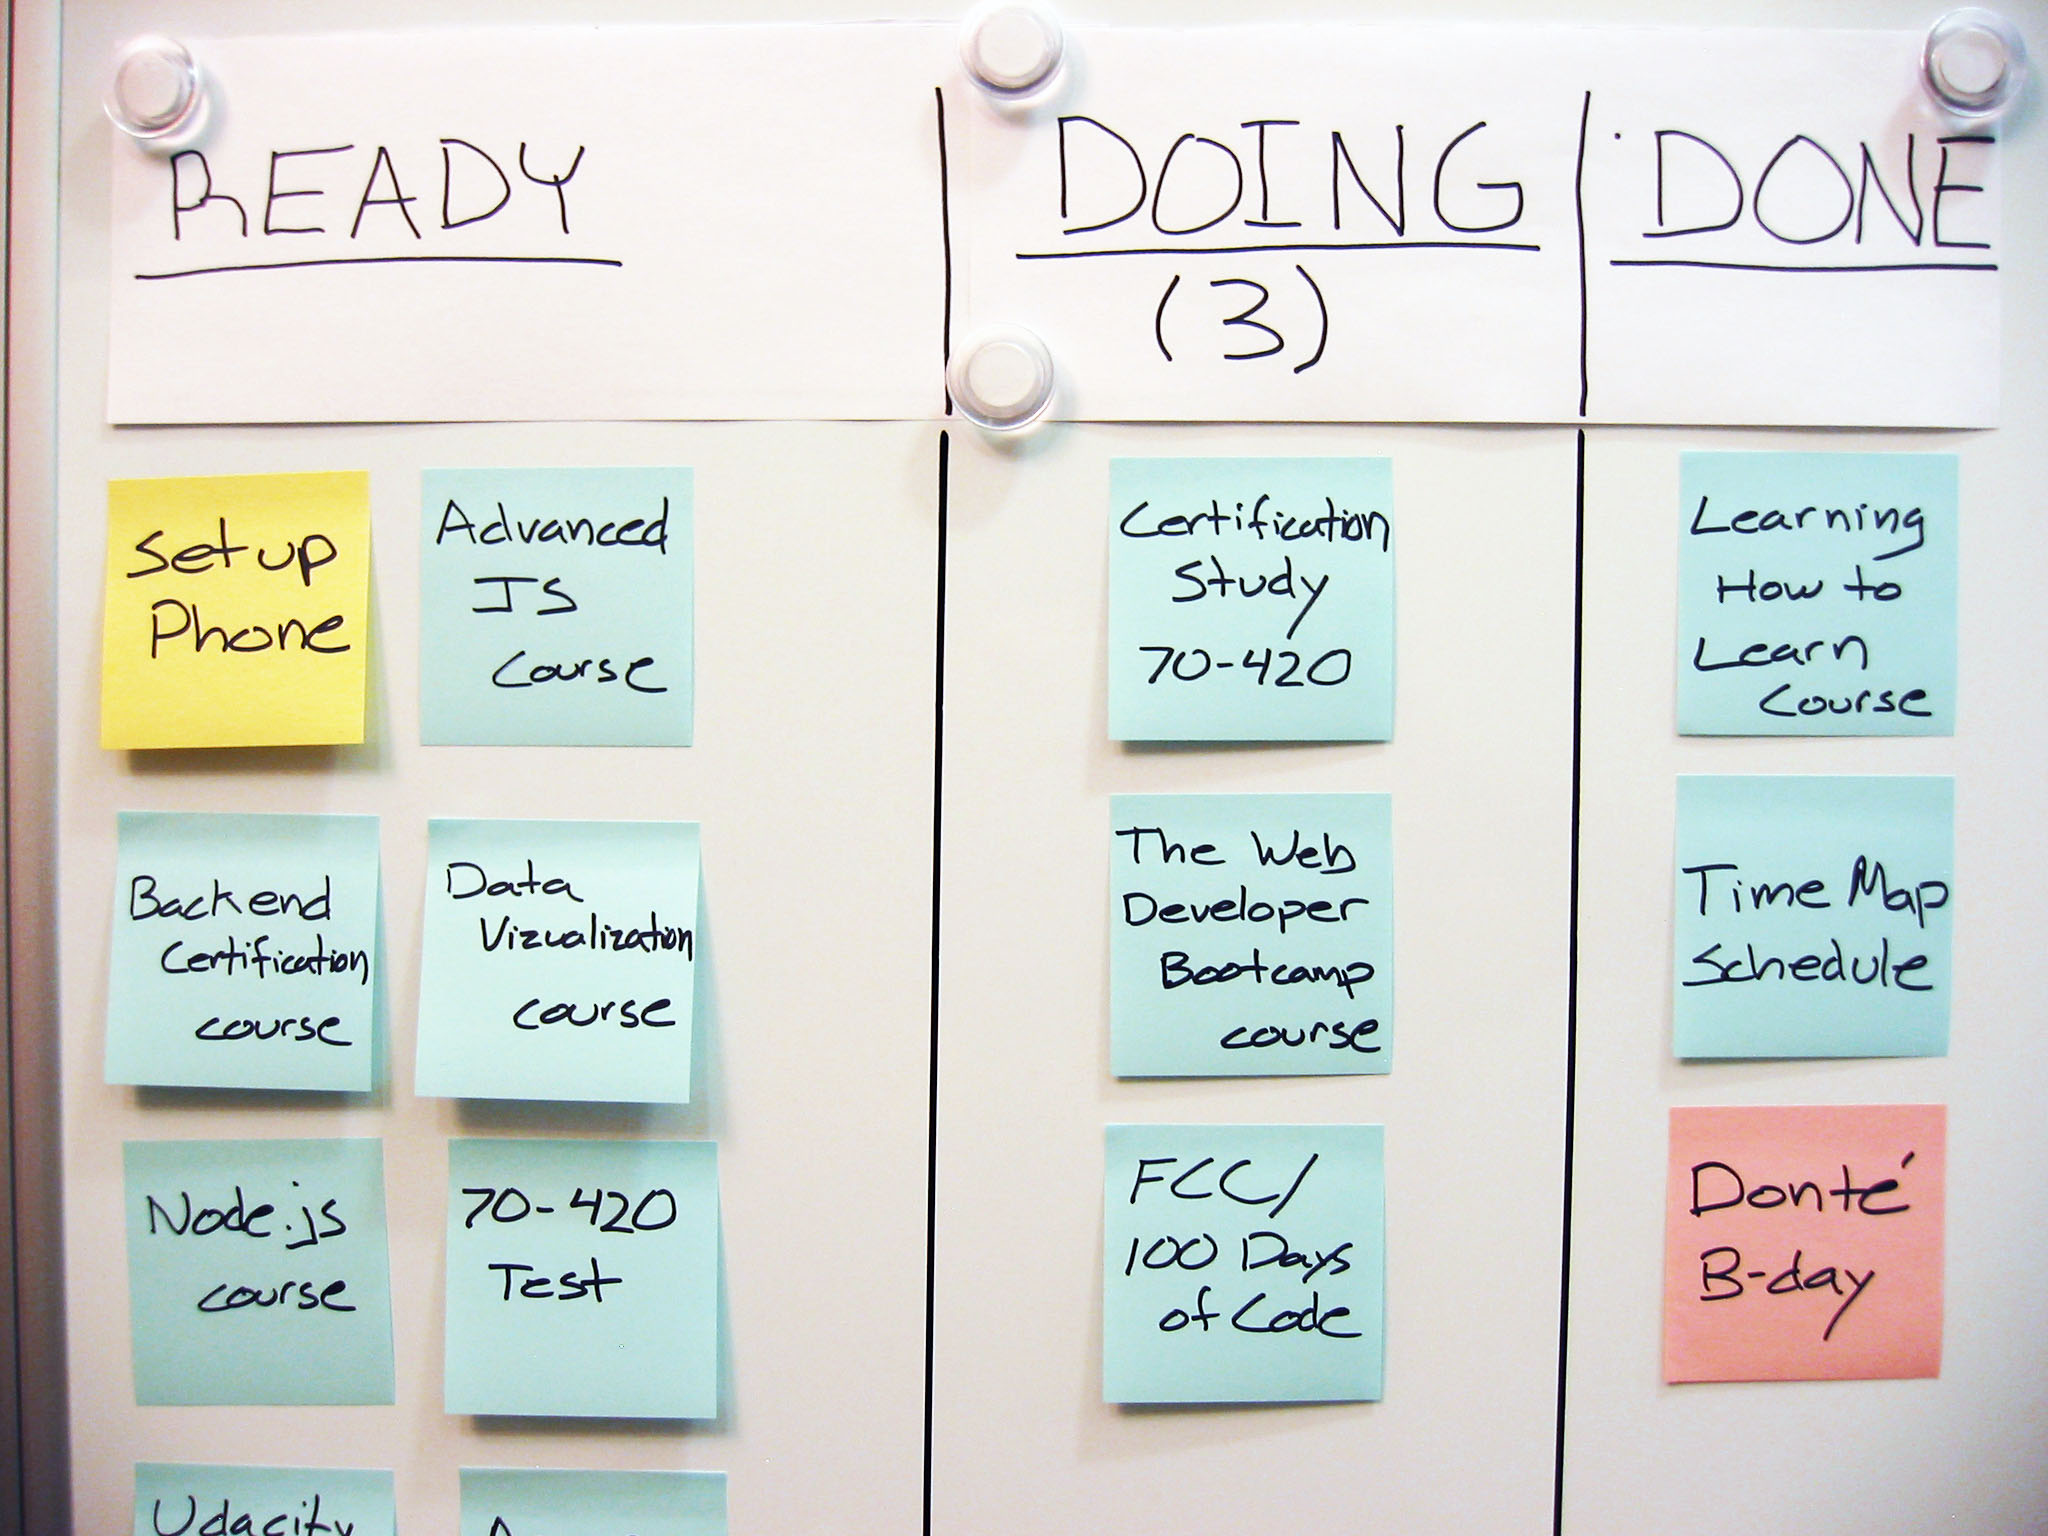 READY
DOING
(3)
DONE
Set up
Phone
Advanced
JS
Course
Backend
Certification
course
Data
Vizualization
course
Node.js
course
70-420
Test
Udacity
Certification
Study
70-420
The Web
Developer
Bootcamp
course
FCC/
100 Days
of Code
Learning
How to
Learn
Course
Time Map
Schedule
Donté
B-day